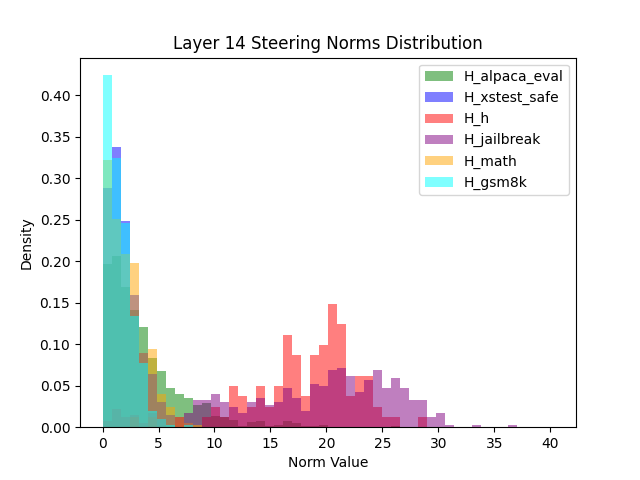 Layer 14 Steering Norms Distribution
H_alpaca_eval
H_xstest_safe
H_h
H_jailbreak
H_math
H_gsm8k
0.40
0.35
0.30
0.25
0.20
0.15
0.10
0.05
0.00
Density
0 5 10 15 20 25 30 35 40
Norm Value